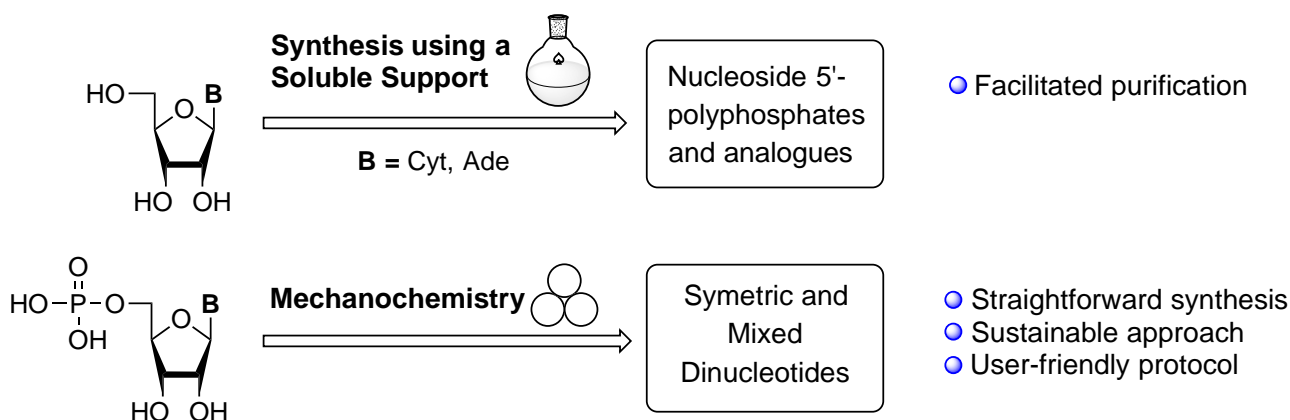 Synthesis using a
Soluble Support
HO
O
B
HO OH
B = Cyt, Ade
Nucleoside 5'-
polyphosphates
and analogues
Facilitated purification
O
HO P O
OH
O
B
HO OH
Mechanochemistry
Symetric and
Mixed
Dinucleotides
Straightforward synthesis
Sustainable approach
User-friendly protocol